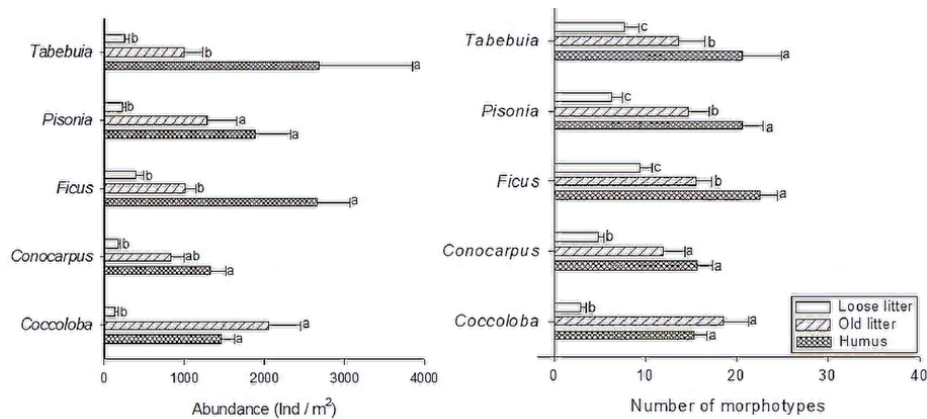 Tabebuia
b
b
a
Pisonia
b
a
a
Ficus
b
b
a
Conocarpus
b
ab
a
Coccoloba
b
a
a
0 1000 2000 3000 4000
Abundance (Ind / m²)
Tabebuia
c
b
a
Pisonia
c
b
a
Ficus
c
b
a
Conocarpus
b
a
a
Coccoloba
b
a
a
Loose litter
Old litter
Humus
0 10 20 30 40
Number of morphotypes